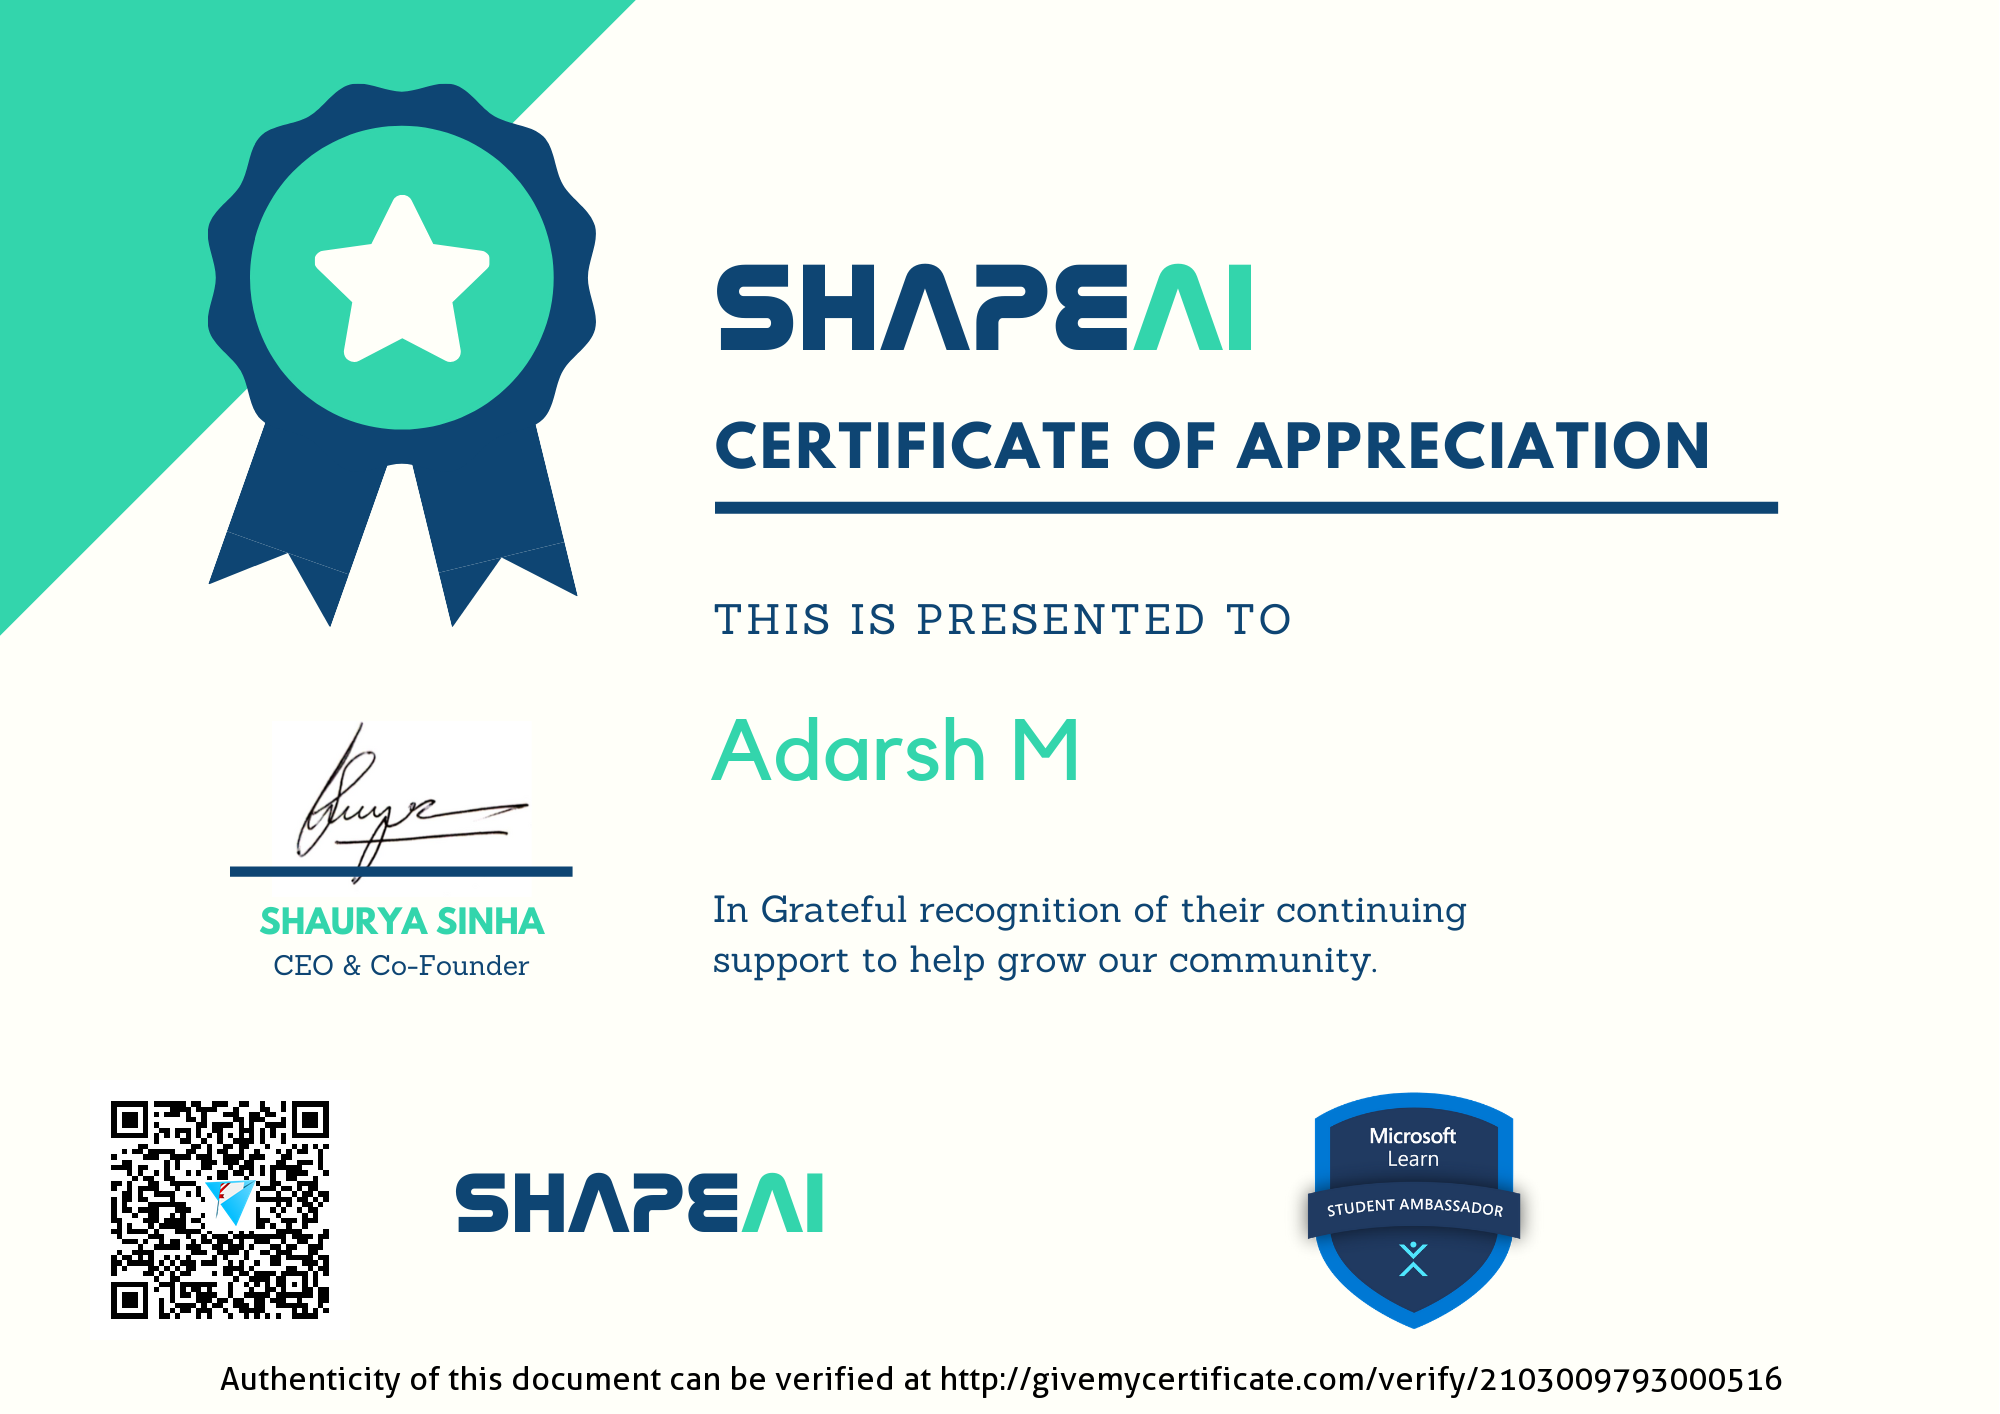 SHAPEAI
CERTIFICATE OF APPRECIATION
THIS IS PRESENTED TO
Adarsh M
In Grateful recognition of their continuing
support to help grow our community.
SHAURYA SINHA
CEO & Co-Founder
SHAPEAI
Microsoft
Learn
STUDENT AMBASSADOR
Authenticity of this document can be verified at http://givemycertificate.com/verify/2103009793000516